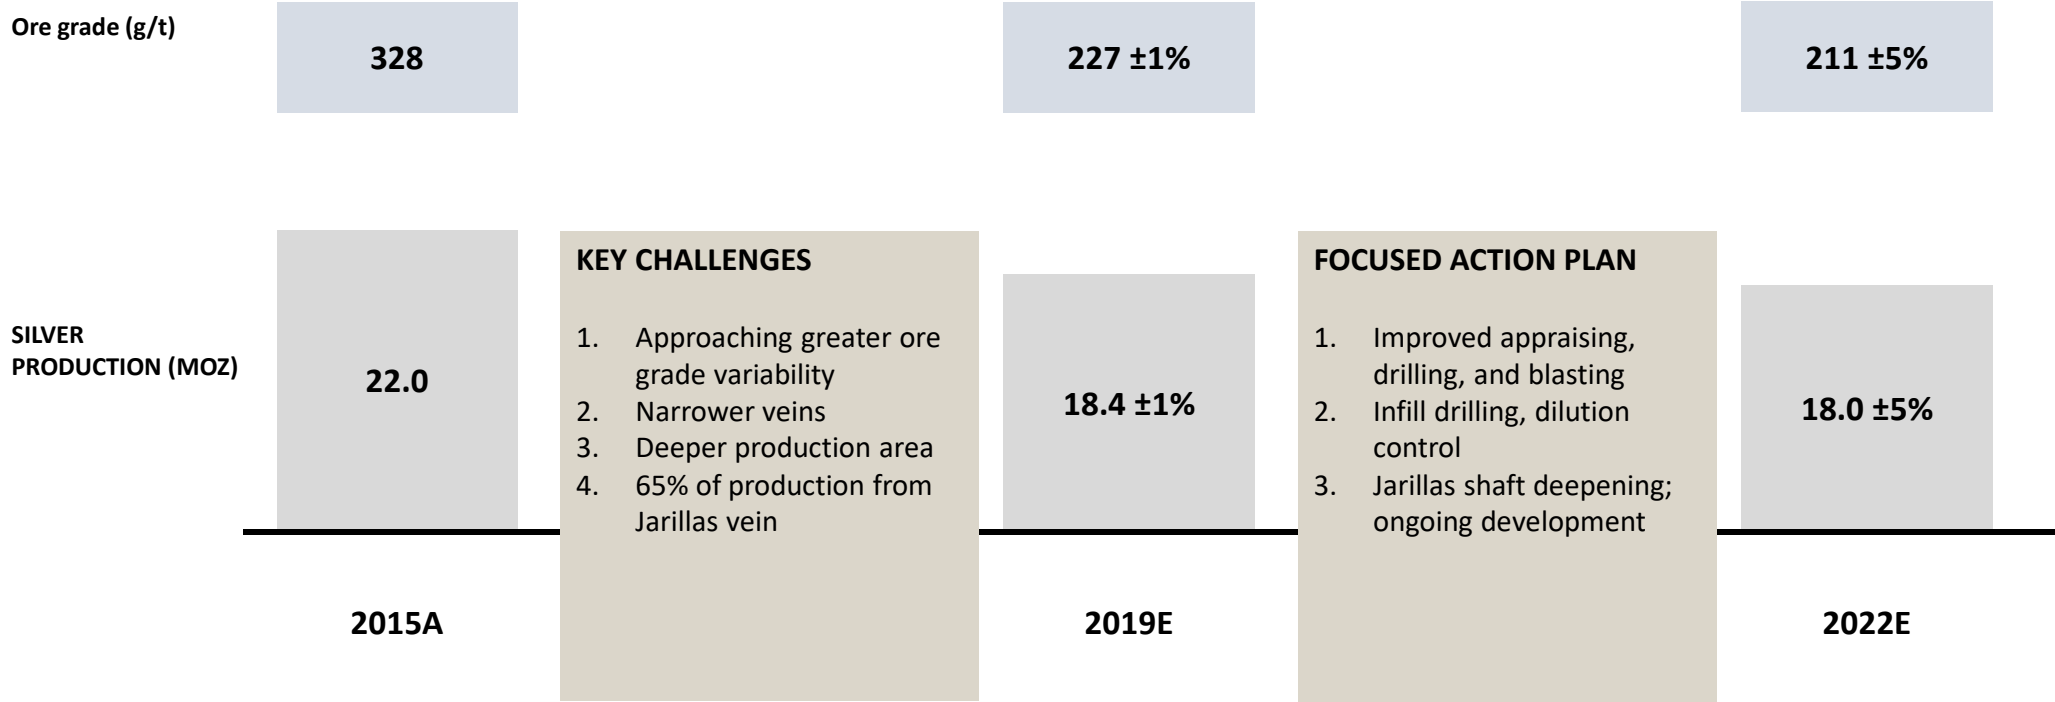 Ore grade (g/t)
328
227 ±1%
211 ±5%
SILVER
PRODUCTION (MOZ)
22.0
KEY CHALLENGES
1. Approaching greater ore
grade variability
2. Narrower veins
3. Deeper production area
4. 65% of production from
Jarillas vein
18.4 ±1%
FOCUSED ACTION PLAN
1. Improved appraising,
drilling, and blasting
2. Infill drilling, dilution
control
3. Jarillas shaft deepening;
ongoing development
18.0 ±5%
2015A
2019E
2022E